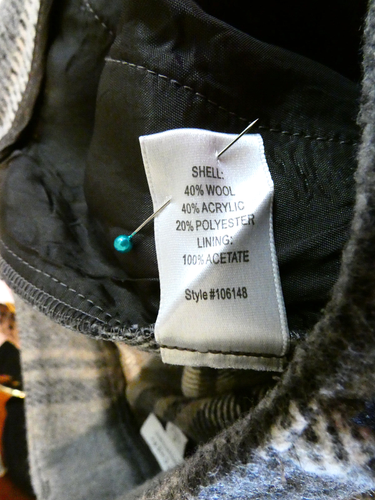 SHELL:
40% WOOL
40% ACRYLIC
20% POLYESTER
LINING:
100% ACETATE
Style #106148